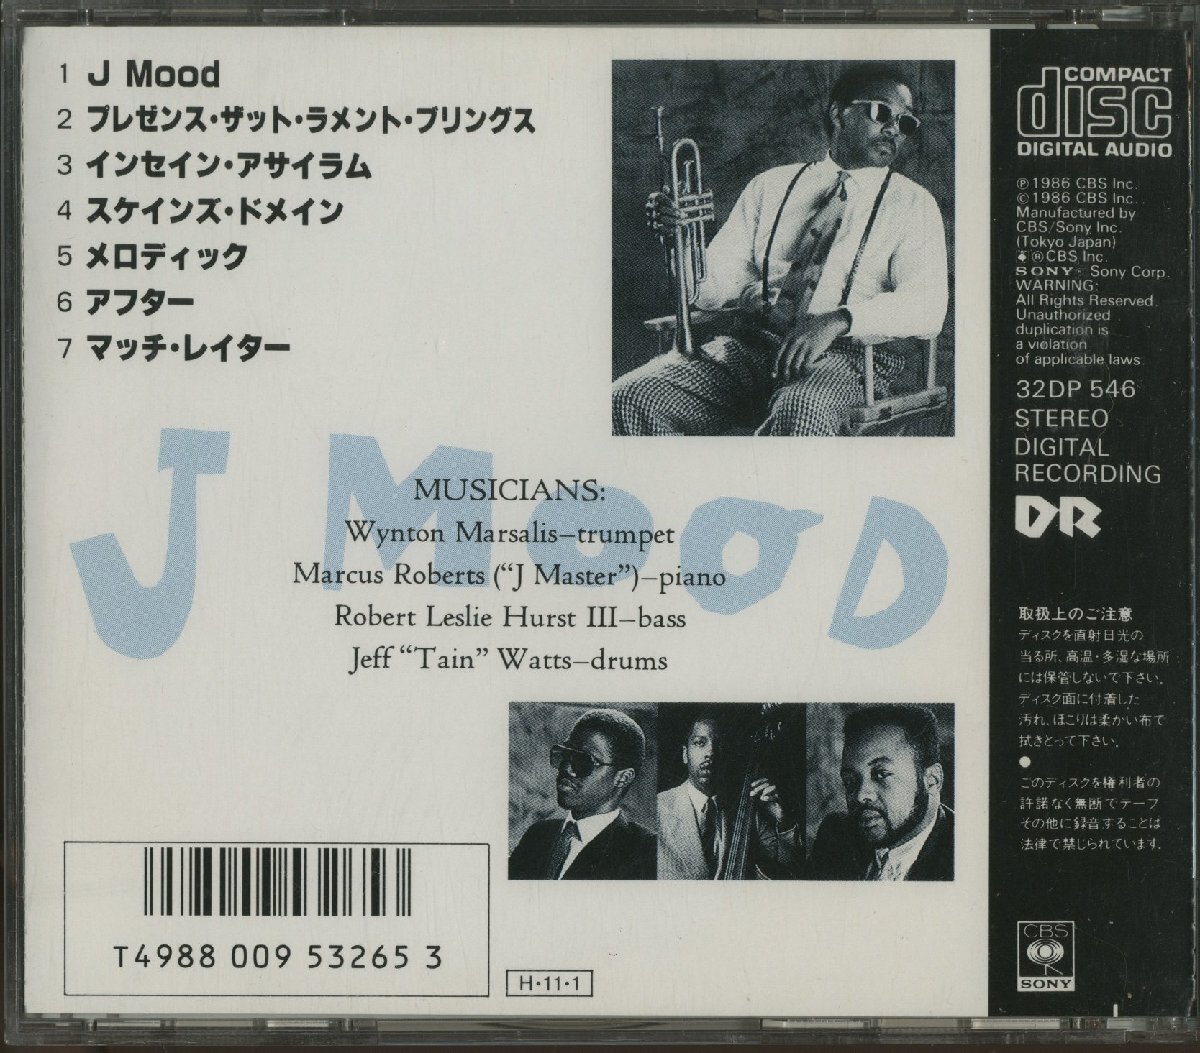 1 J Mood
2 プレゼンス・ザット・ラメント・ブリングス
3 インセイン・アサイラム
4 スケインズ・ドメイン
5 メロディック
6 アフター
7 マッチ・レイター
J MOOD
MUSICIANS:
Wynton Marsalis–trumpet
Marcus Roberts (“J Master”)–piano
Robert Leslie Hurst III–bass
Jeff “Tain” Watts–drums
T4988 009 53265 3
H·11·1
COMPACT
disc
DIGITAL AUDIO
℗ 1986 CBS Inc.
© 1986 CBS Inc.
Manufactured by
CBS/Sony Inc.
(Tokyo Japan)
® CBS Inc.
SONY® Sony Corp.
WARNING:
All Rights Reserved.
Unauthorized
duplication is
a violation
of applicable laws.
32DP 546
STEREO
DIGITAL
RECORDING
DR
取扱上のご注意
ディスクを直射日光の
当る所、高温・多湿な場所
には保管しないで下さい。
ディスク面に付着した
汚れ、ほこりは柔かい布で
拭きとって下さい。
●
このディスクを権利者の
許諾なく無断でテープ
その他に録音することは
法律で禁じられています。
CBS
SONY